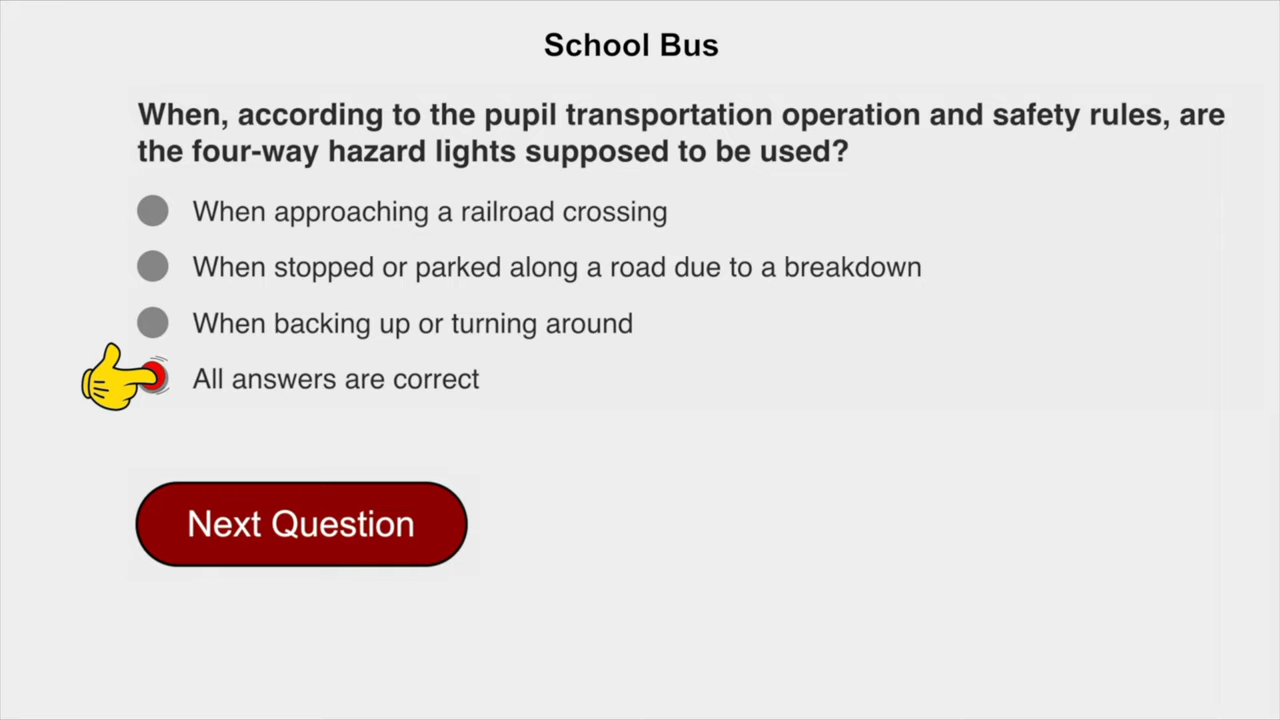 School Bus
When, according to the pupil transportation operation and safety rules, are
the four-way hazard lights supposed to be used?
When approaching a railroad crossing
When stopped or parked along a road due to a breakdown
When backing up or turning around
All answers are correct
Next Question